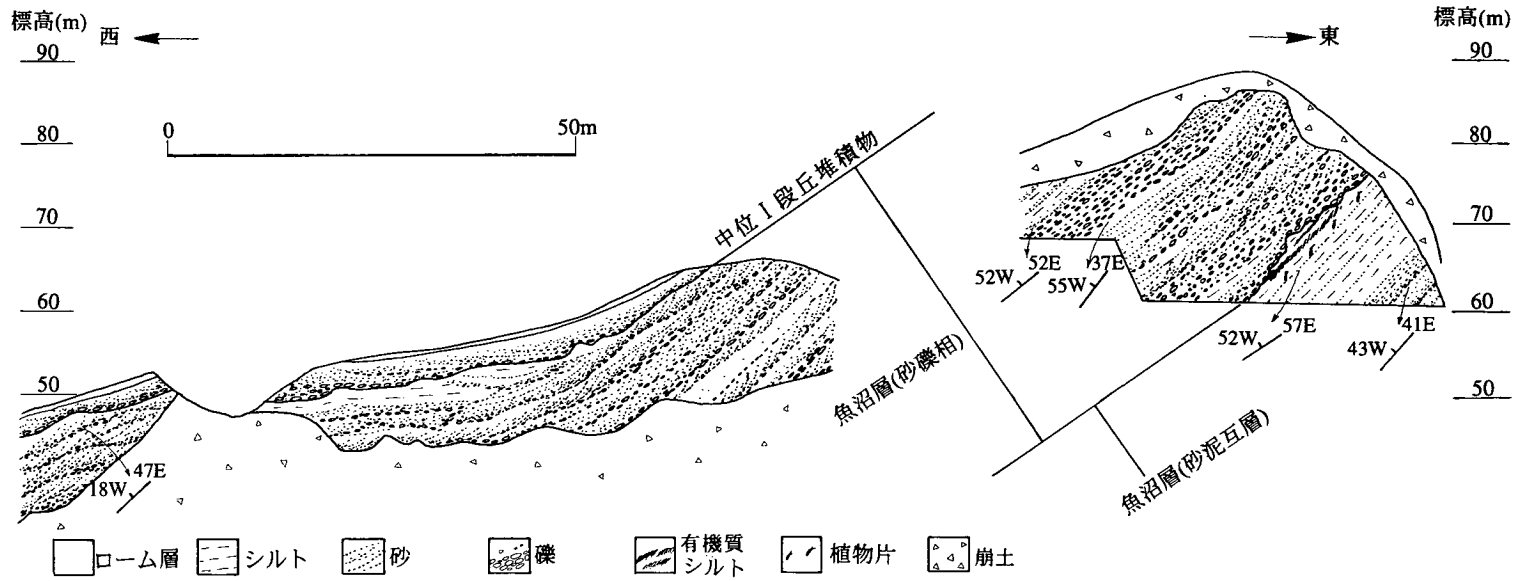 標高(m)
西
東
標高(m)
90
80
70
60
50
0
50m
90
80
70
60
50
中位Ⅰ段丘堆積物
魚沼層(砂礫相)
魚沼層(砂泥互層)
52E
52W
37E
55W
57E
52W
41E
43W
47E
18W
ローム層
シルト
砂
礫
有機質
シルト
植物片
崩土